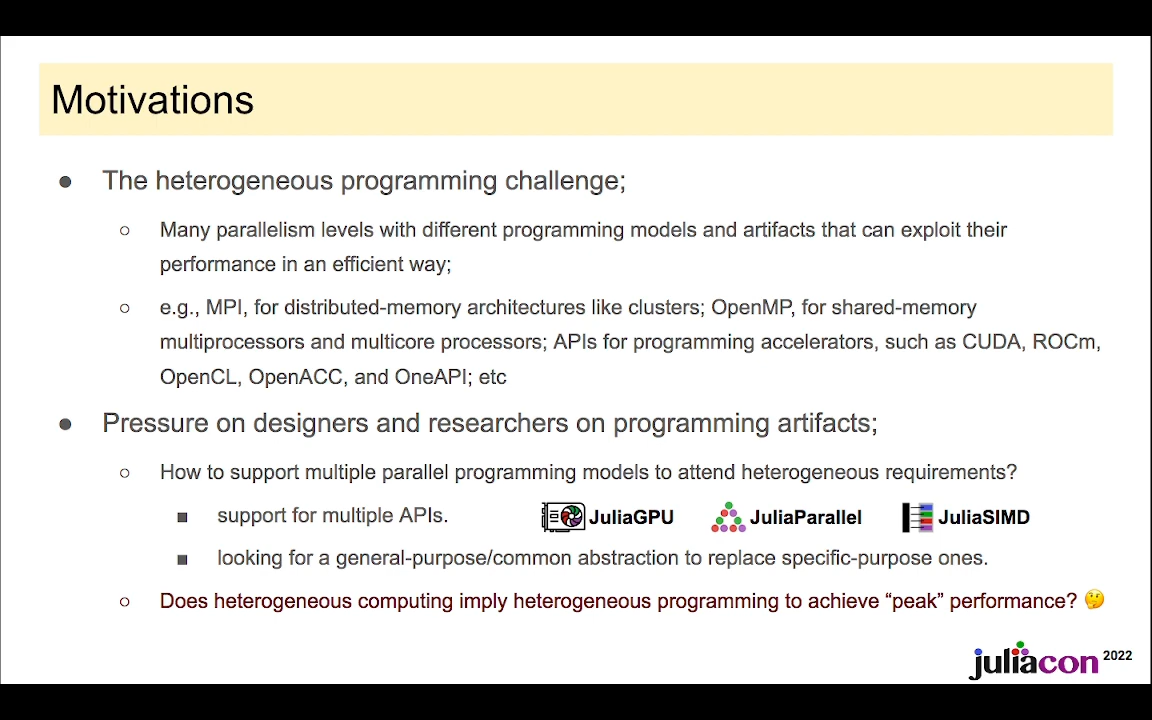 Motivations
● The heterogeneous programming challenge;
○ Many parallelism levels with different programming models and artifacts that can exploit their
performance in an efficient way;
○ e.g., MPI, for distributed-memory architectures like clusters; OpenMP, for shared-memory
multiprocessors and multicore processors; APIs for programming accelerators, such as CUDA, ROCm,
OpenCL, OpenACC, and OneAPI; etc
● Pressure on designers and researchers on programming artifacts;
○ How to support multiple parallel programming models to attend heterogeneous requirements?
■ support for multiple APIs. JuliaGPU JuliaParallel JuliaSIMD
■ looking for a general-purpose/common abstraction to replace specific-purpose ones.
○ Does heterogeneous computing imply heterogeneous programming to achieve “peak” performance? 🤔
juliacon 2022